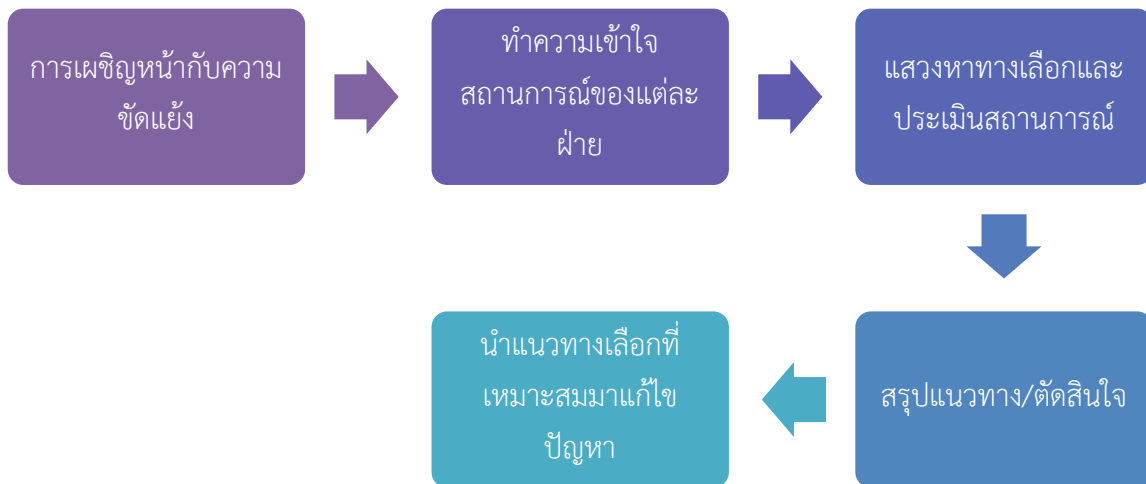 การเผชิญหน้ากับความ
ขัดแย้ง
ทำความเข้าใจ
สถานการณ์ของแต่ละ
ฝ่าย
แสวงหาทางเลือกและ
ประเมินสถานการณ์
สรุปแนวทาง/ตัดสินใจ
นำแนวทางเลือกที่
เหมาะสมมาแก้ไข
ปัญหา